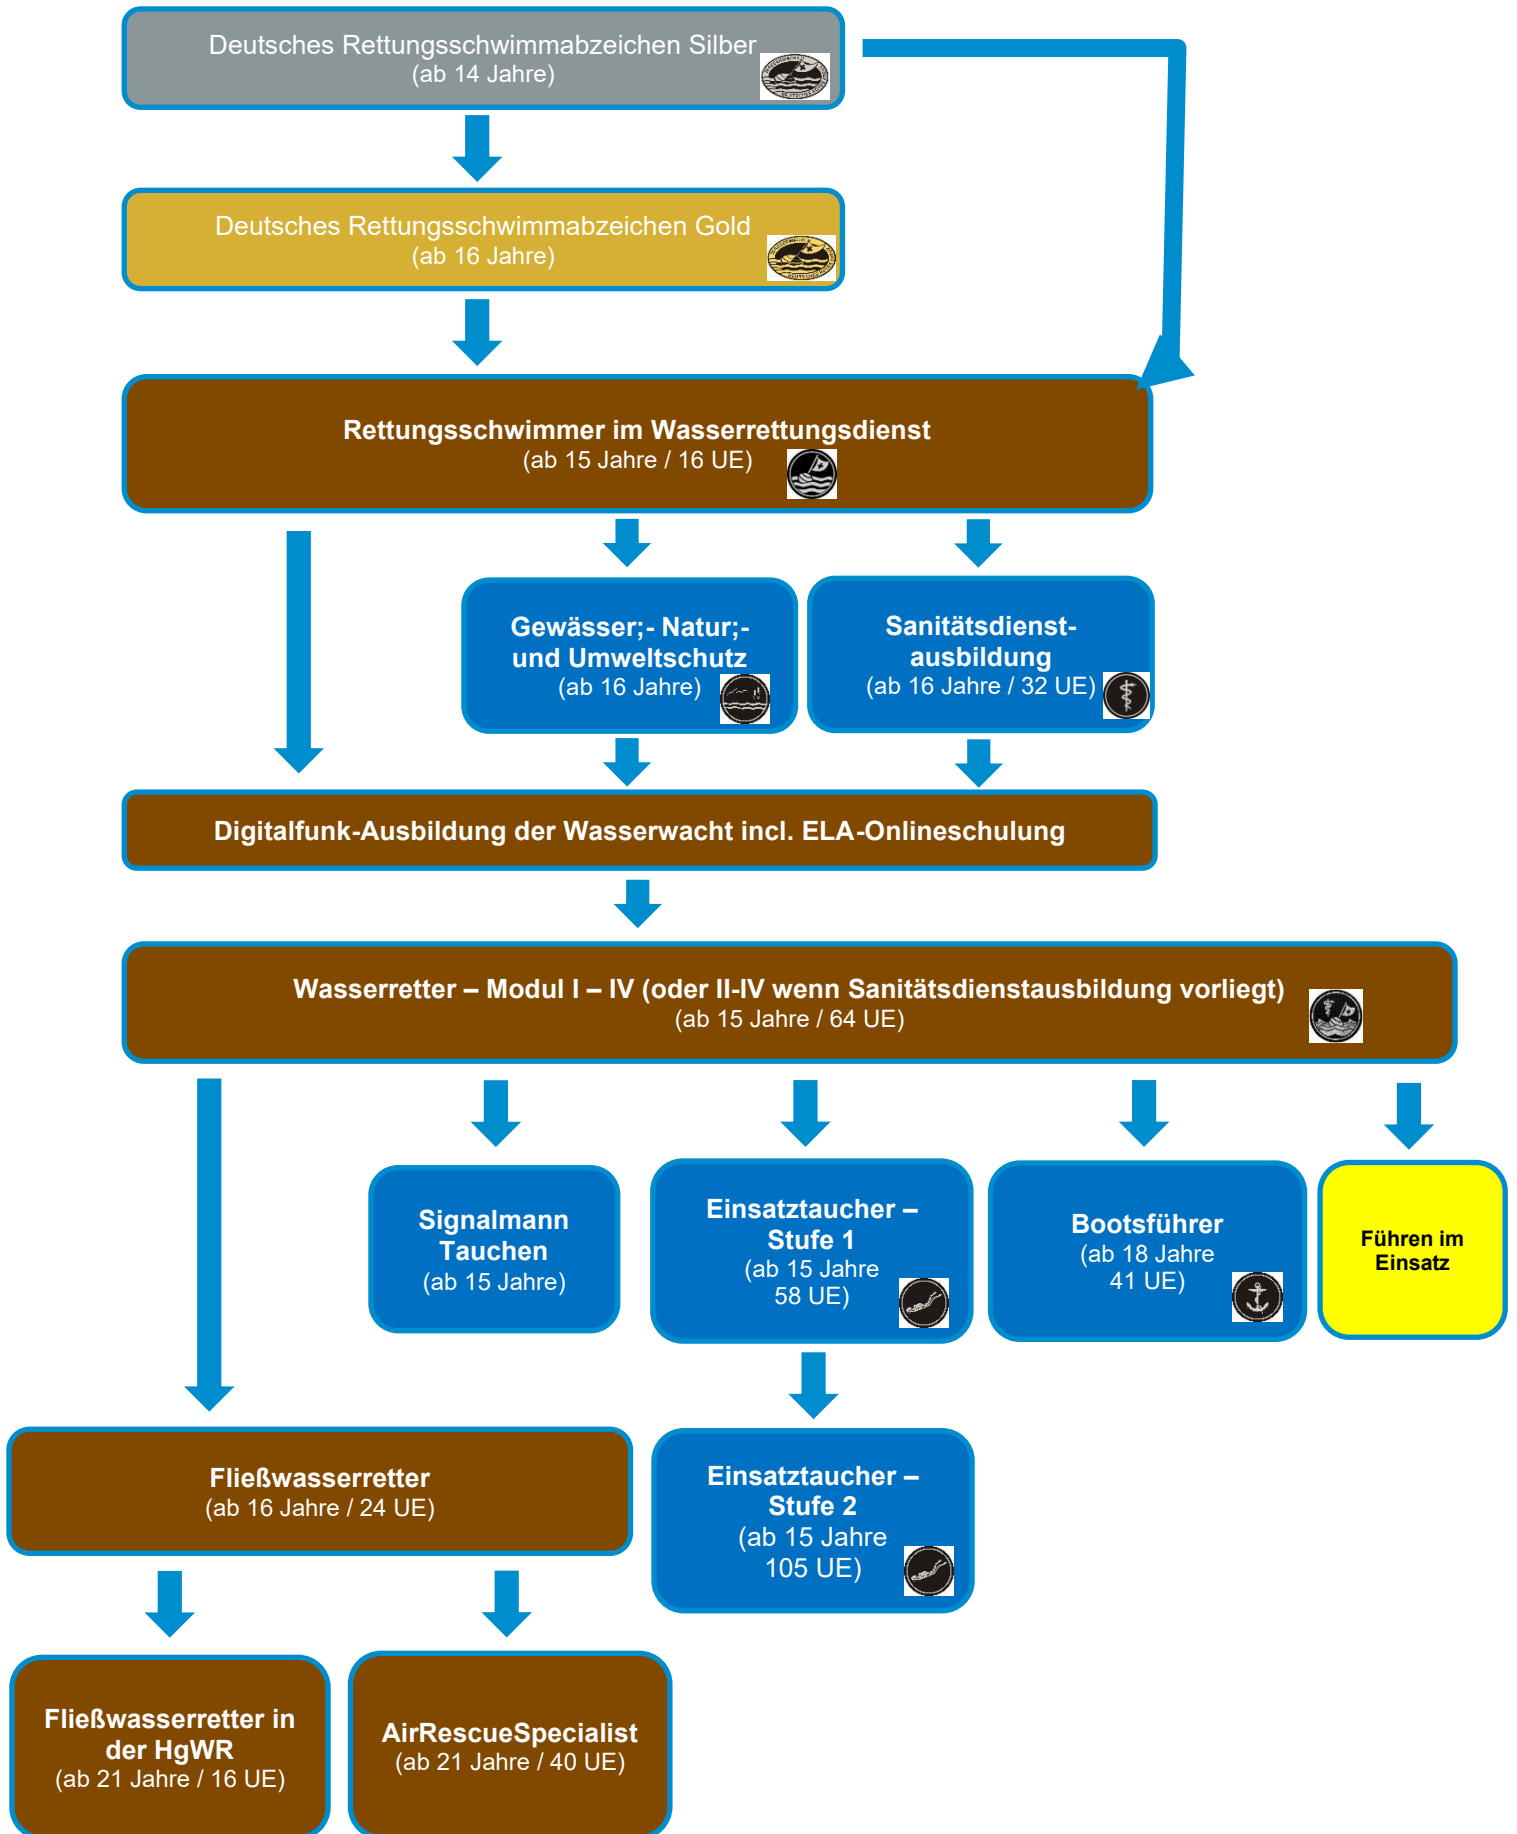 Deutsches Rettungsschwimmabzeichen Silber
(ab 14 Jahre)
Deutsches Rettungsschwimmabzeichen Gold
(ab 16 Jahre)
Rettungsschwimmer im Wasserrettungsdienst
(ab 15 Jahre / 16 UE)
Gewässer;- Natur;-
und Umweltschutz
(ab 16 Jahre)
Sanitätsdienst-
ausbildung
(ab 16 Jahre / 32 UE)
Digitalfunk-Ausbildung der Wasserwacht incl. ELA-Onlineschulung
Wasserretter – Modul I – IV (oder II-IV wenn Sanitätsdienstausbildung vorliegt)
(ab 15 Jahre / 64 UE)
Signalmann
Tauchen
(ab 15 Jahre)
Einsatztaucher –
Stufe 1
(ab 15 Jahre
58 UE)
Bootsführer
(ab 18 Jahre
41 UE)
Führen im
Einsatz
Fließwasserretter
(ab 16 Jahre / 24 UE)
Einsatztaucher –
Stufe 2
(ab 15 Jahre
105 UE)
Fließwasserretter in
der HgWR
(ab 21 Jahre / 16 UE)
AirRescueSpecialist
(ab 21 Jahre / 40 UE)